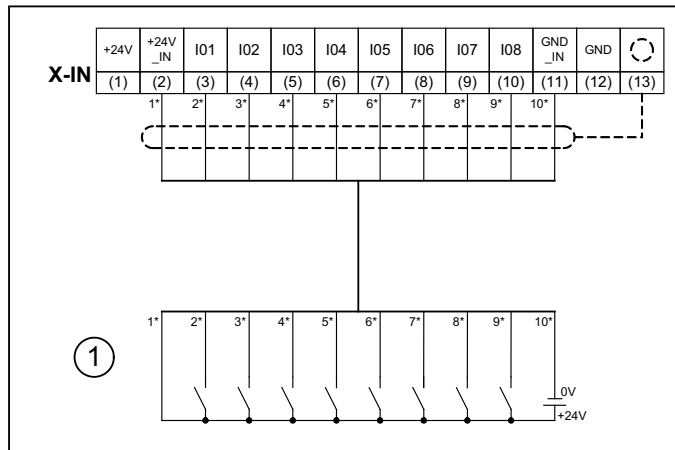 +24V +24V _IN I01 I02 I03 I04 I05 I06 I07 I08 GND _IN GND
X-IN (1) (2) (3) (4) (5) (6) (7) (8) (9) (10) (11) (12) (13)
1* 2* 3* 4* 5* 6* 7* 8* 9* 10*
1* 2* 3* 4* 5* 6* 7* 8* 9* 10*
1
0V
+24V